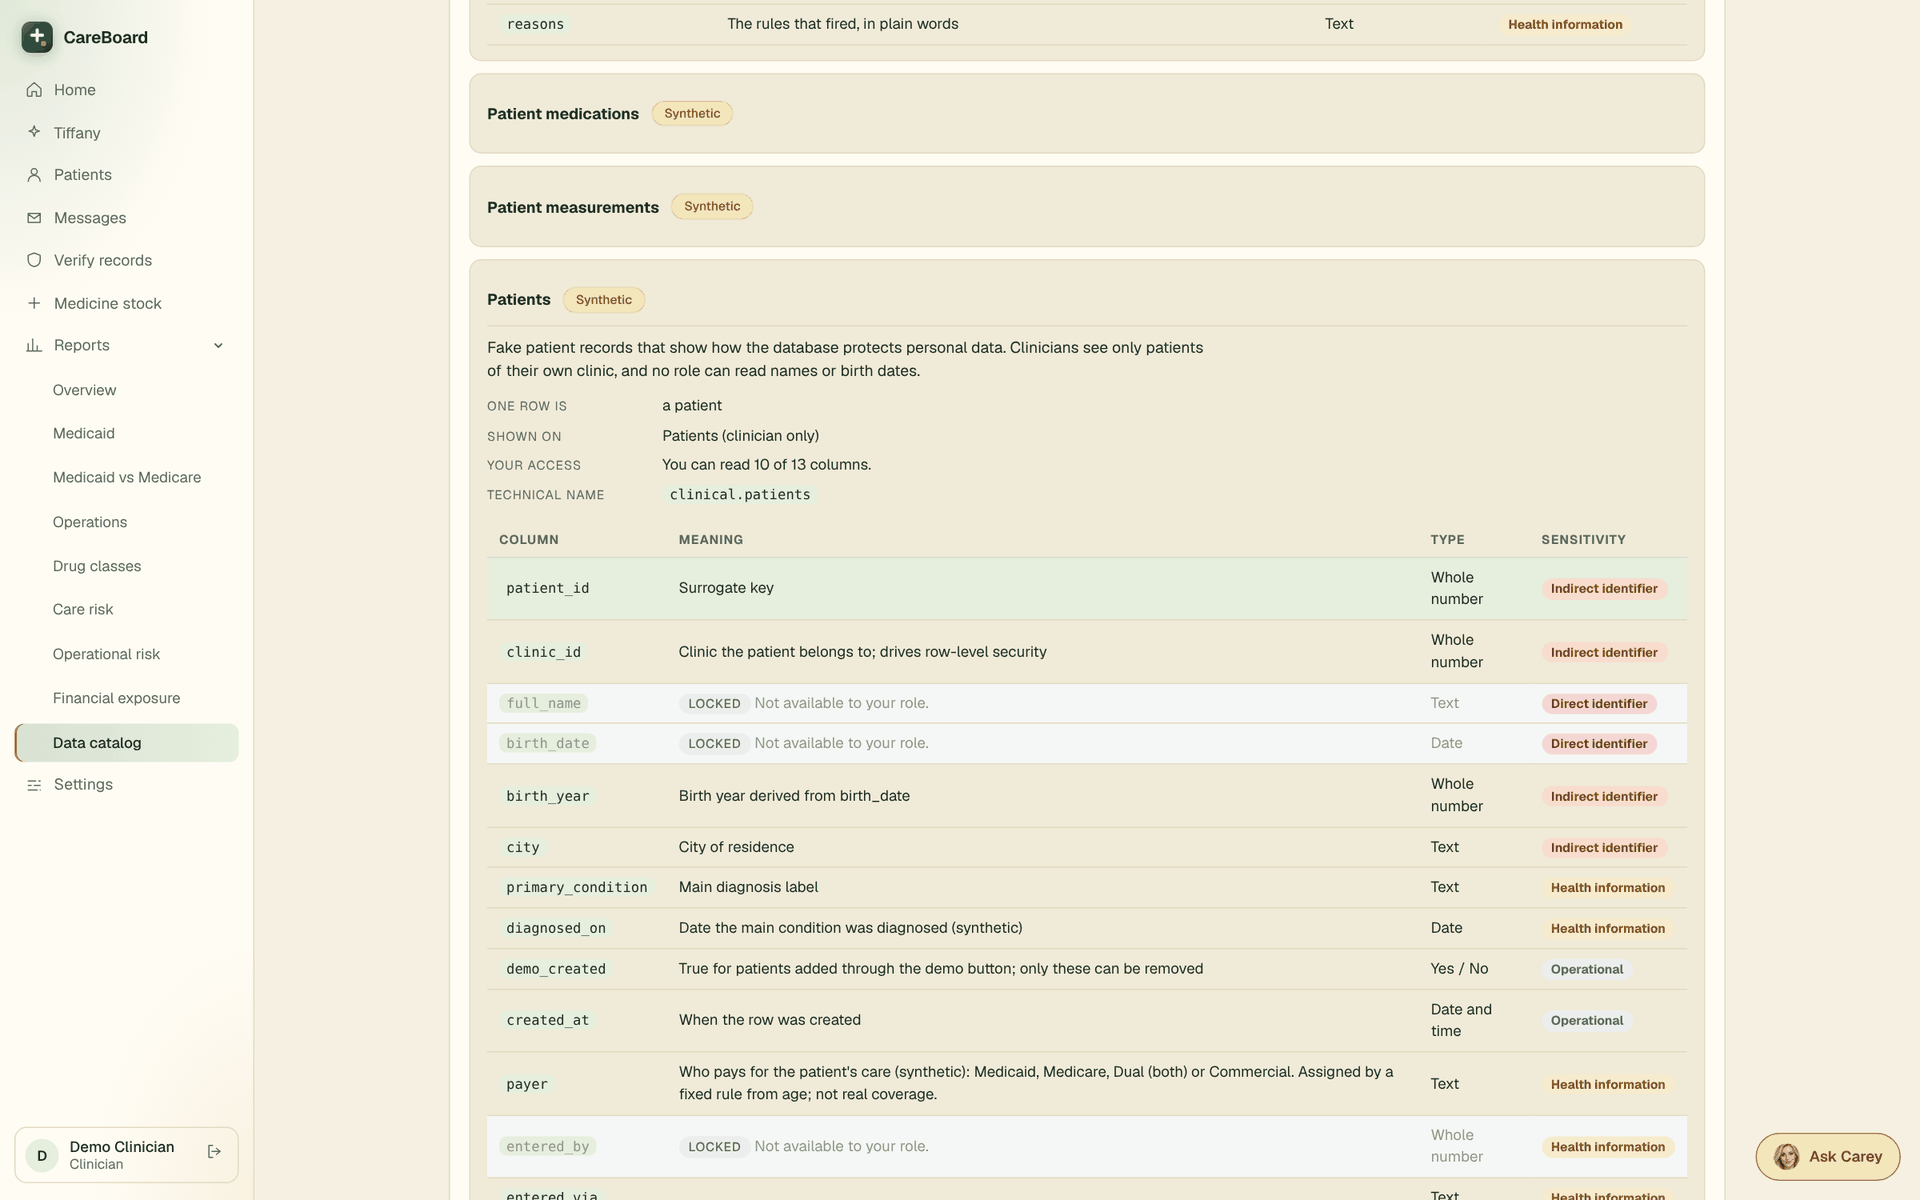 CareBoard
Home
Tiffany
Patients
Messages
Verify records
Medicine stock
Reports
Overview
Medicaid
Medicaid vs Medicare
Operations
Drug classes
Care risk
Operational risk
Financial exposure
Data catalog
Settings
D
Demo Clinician
Clinician
reasons The rules that fired, in plain words Text Health information
Patient medications Synthetic
Patient measurements Synthetic
Patients Synthetic
Fake patient records that show how the database protects personal data. Clinicians see only patients
of their own clinic, and no role can read names or birth dates.
ONE ROW IS a patient
SHOWN ON Patients (clinician only)
YOUR ACCESS You can read 10 of 13 columns.
TECHNICAL NAME clinical.patients
COLUMN MEANING TYPE SENSITIVITY
patient_id Surrogate key Whole number Indirect identifier
clinic_id Clinic the patient belongs to; drives row-level security Whole number Indirect identifier
full_name LOCKED Not available to your role. Text Direct identifier
birth_date LOCKED Not available to your role. Date Direct identifier
birth_year Birth year derived from birth_date Whole number Indirect identifier
city City of residence Text Indirect identifier
primary_condition Main diagnosis label Text Health information
diagnosed_on Date the main condition was diagnosed (synthetic) Date Health information
demo_created True for patients added through the demo button; only these can be removed Yes / No Operational
created_at When the row was created Date and time Operational
payer Who pays for the patient's care (synthetic): Medicaid, Medicare, Dual (both) or Commercial. Assigned by a
fixed rule from age; not real coverage. Text Health information
entered_by LOCKED Not available to your role. Whole number Health information
entered_via Text Health information
Ask Carey